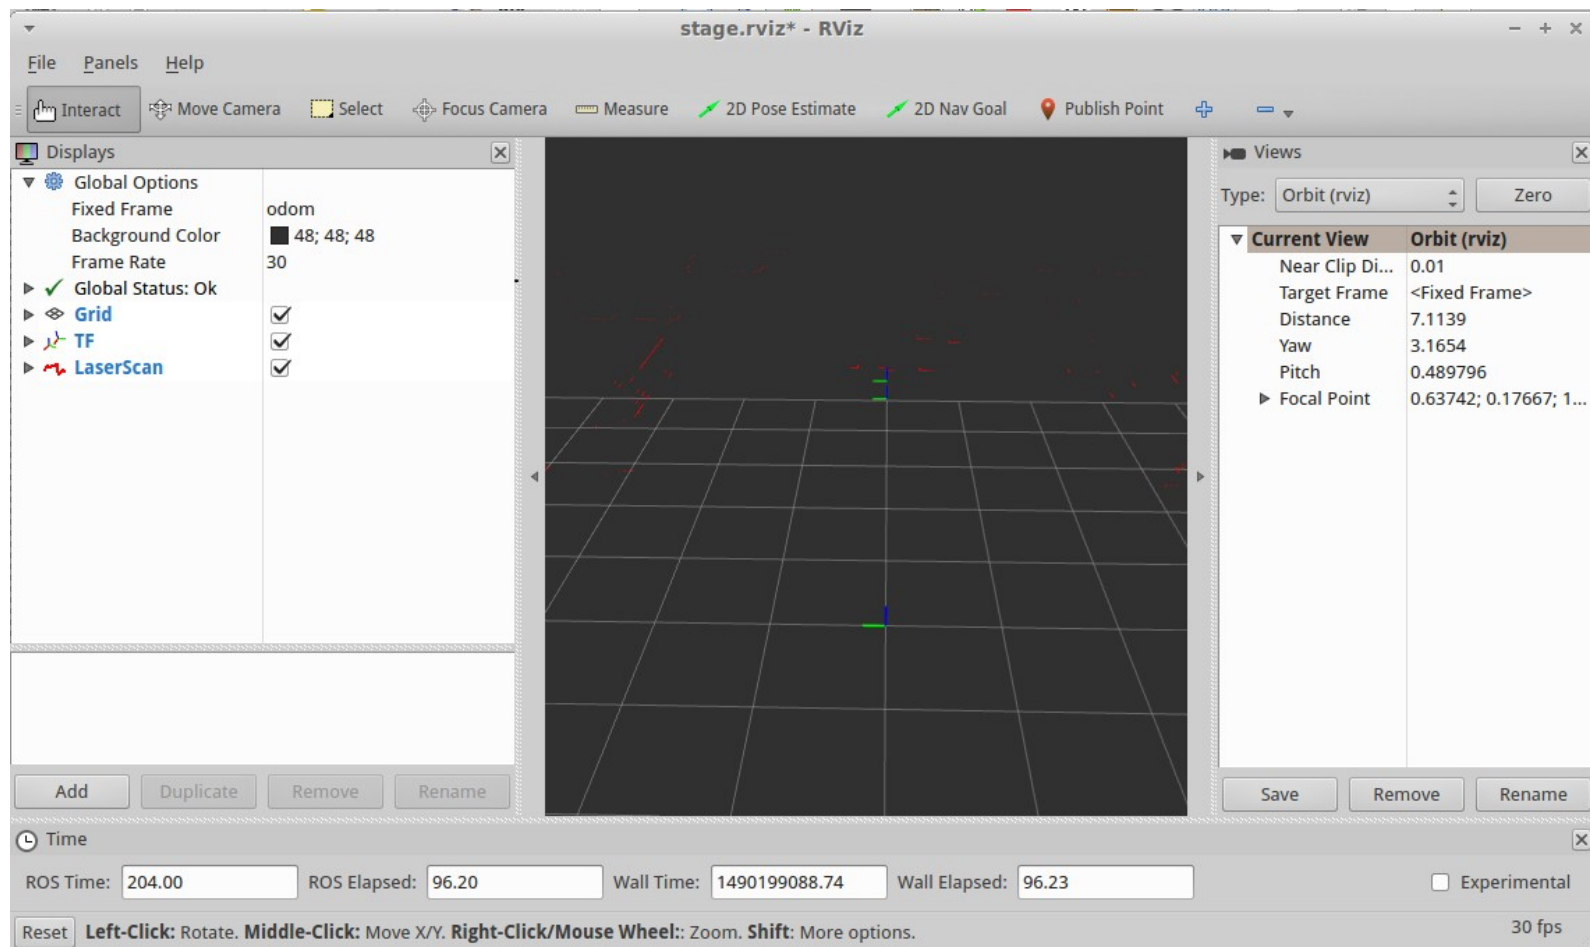 stage.rviz* - RViz
File Panels Help
Interact Move Camera Select Focus Camera Measure 2D Pose Estimate 2D Nav Goal Publish Point
Displays
Global Options
Fixed Frame odom
Background Color 48; 48; 48
Frame Rate 30
Global Status: Ok
Grid
TF
LaserScan
Add Duplicate Remove Rename
Views
Type: Orbit (rviz) Zero
Current View Orbit (rviz)
Near Clip Di... 0.01
Target Frame <Fixed Frame>
Distance 7.1139
Yaw 3.1654
Pitch 0.489796
Focal Point 0.63742; 0.17667; 1...
Save Remove Rename
Time
ROS Time: 204.00 ROS Elapsed: 96.20 Wall Time: 1490199088.74 Wall Elapsed: 96.23 Experimental
Reset Left-Click: Rotate. Middle-Click: Move X/Y. Right-Click/Mouse Wheel:: Zoom. Shift: More options. 30 fps